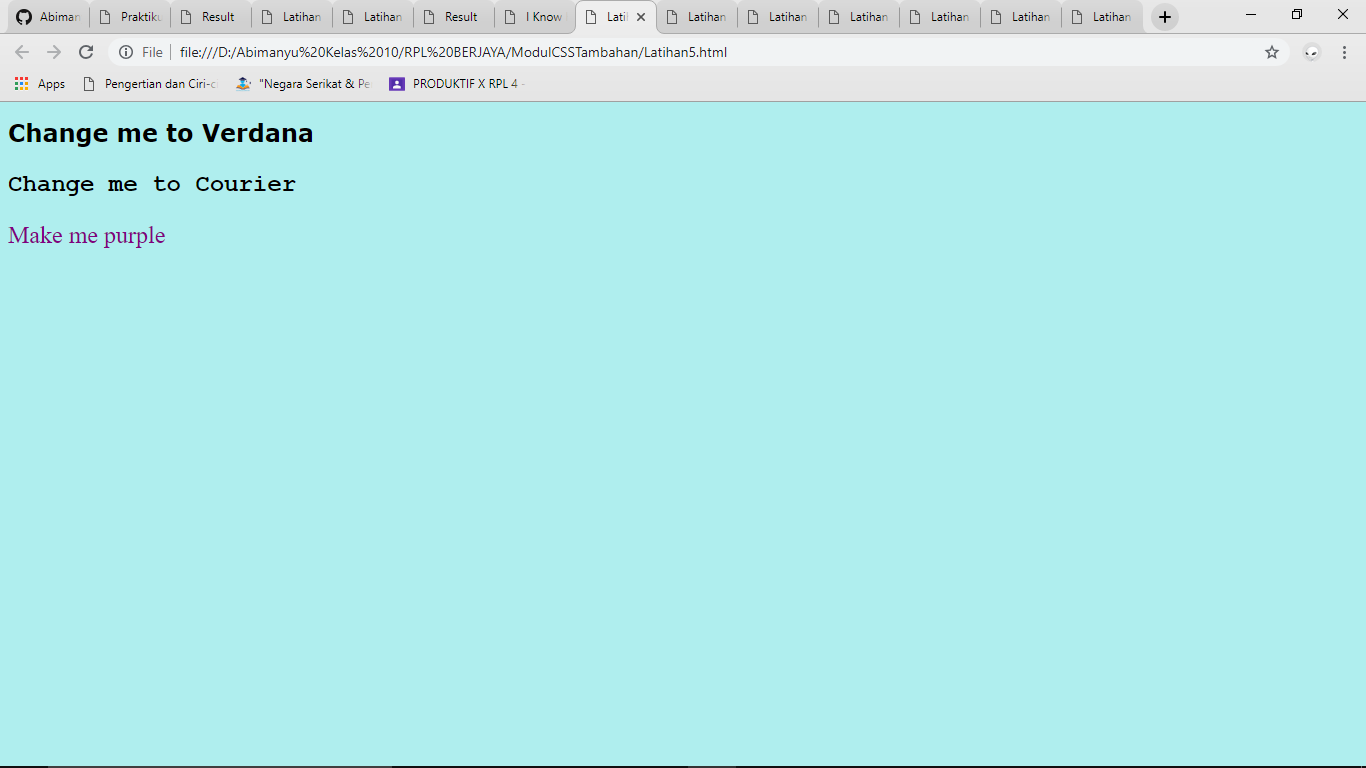 Abiman
Praktiku
Result
Latihan
Latihan
Result
I Know
Lati
Latihan
Latihan
Latihan
Latihan
Latihan
Latihan
File
file:///D:/Abimanyu%20Kelas%2010/RPL%20BERJAYA/ModulCSSTambahan/Latihan5.html
Apps
Pengertian dan Ciri-c
"Negara Serikat & Pe
PRODUKTIF X RPL 4 -
Change me to Verdana
Change me to Courier
Make me purple